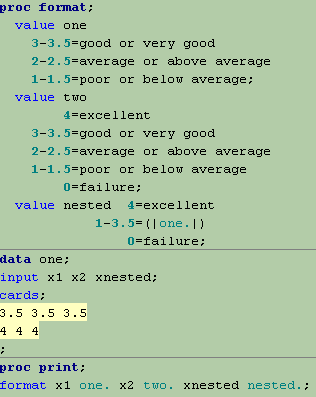 proc format;
value one
3-3.5=good or very good
2-2.5=average or above average
1-1.5=poor or below average;
value two
4=excellent
3-3.5=good or very good
2-2.5=average or above average
1-1.5=poor or below average
0=failure;
value nested 4=excellent
1-3.5=(|one.|)
0=failure;
data one;
input x1 x2 xnested;
cards;
3.5 3.5 3.5
4 4 4
;
proc print;
format x1 one. x2 two. xnested nested.;